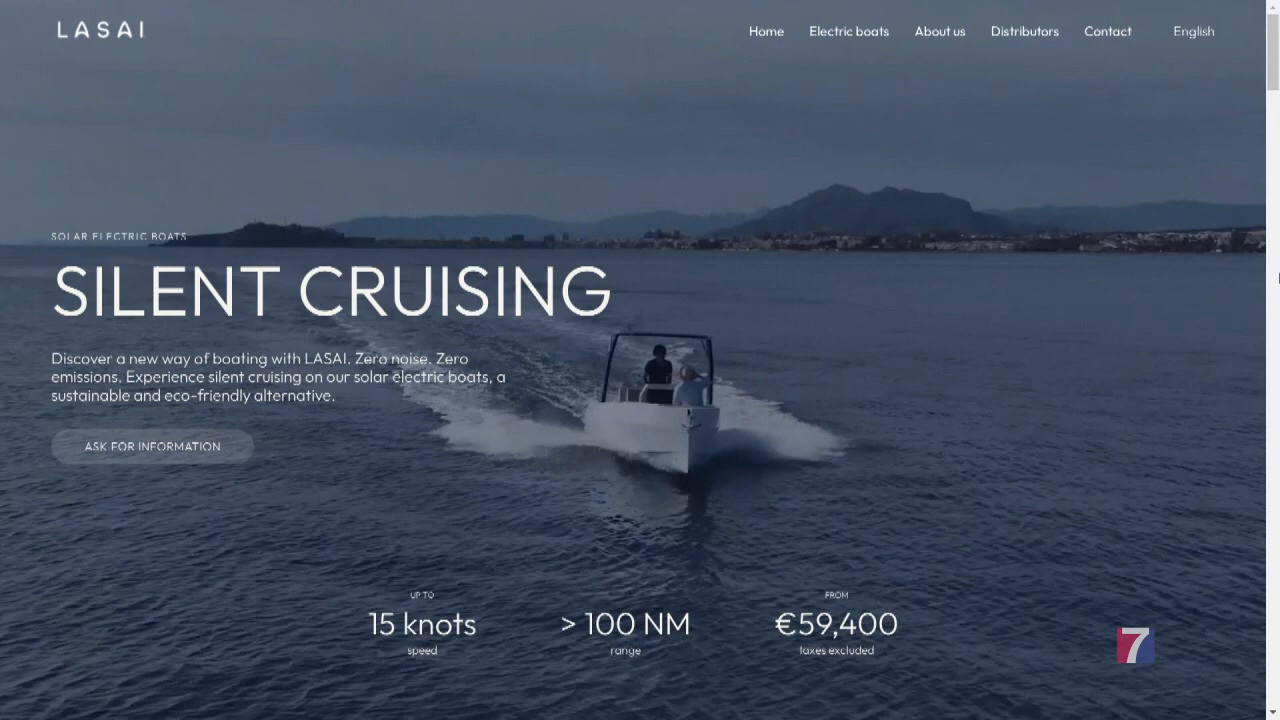 LASAI
Home Electric boats About us Distributors Contact English
SOLAR ELECTRIC BOATS
SILENT CRUISING
Discover a new way of boating with LASAI. Zero noise. Zero
emissions. Experience silent cruising on our solar electric boats, a
sustainable and eco-friendly alternative.
ASK FOR INFORMATION
UP TO
15 knots
speed
> 100 NM
range
FROM
€59,400
taxes excluded
7